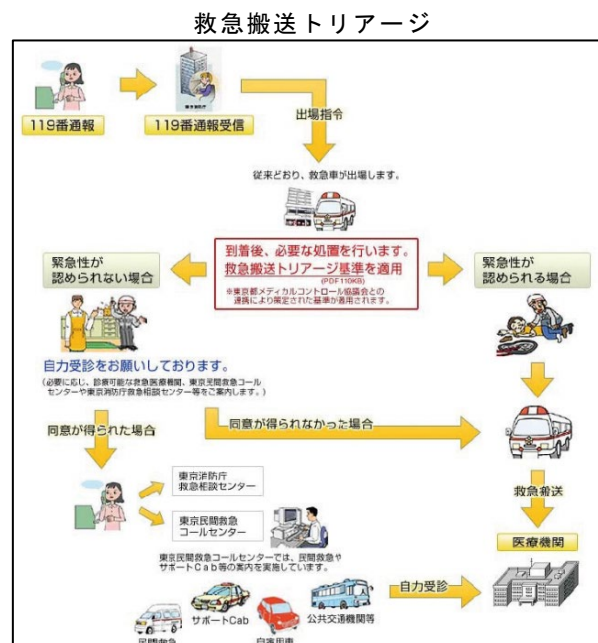 救急搬送トリアージ
119番通報
東京消防庁
119番通報受信
出場指令
従来どおり、救急車が出場します。
到着後、必要な処置を行います。
救急搬送トリアージ基準を適用
(PDF110KB)
※東京都メディカルコントロール協議会との
連携により策定された基準が適用されます。
緊急性が
認められない場合
緊急性が
認められる場合
自力受診をお願いしております。
(必要に応じ、診療可能な救急医療機関、東京民間救急コール
センターや東京消防庁救急相談センター等をご案内します。)
同意が得られた場合
同意が得られなかった場合
救急搬送
東京消防庁
救急相談センター
東京民間救急
コールセンター
東京民間救急コールセンターでは、民間救急や
サポートCab等の案内を実施しています。
医療機関
自力受診
民間救急
サポートCab
自家用車
公共交通機関等